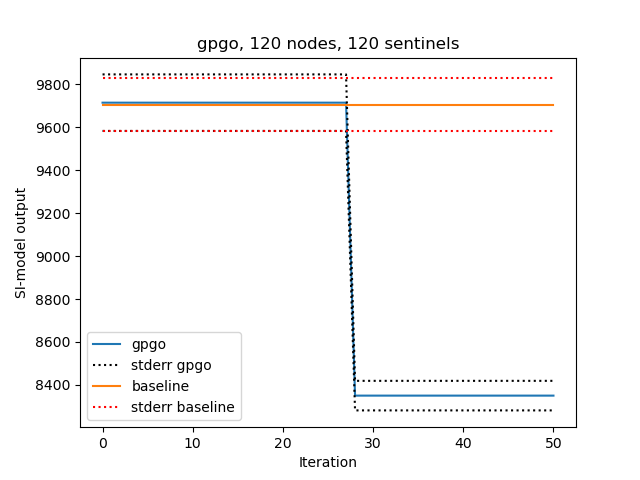 gpgo, 120 nodes, 120 sentinels
SI-model output
9800
9600
9400
9200
9000
8800
8600
8400
gpgo
stderr gpgo
baseline
stderr baseline
0 10 20 30 40 50
Iteration